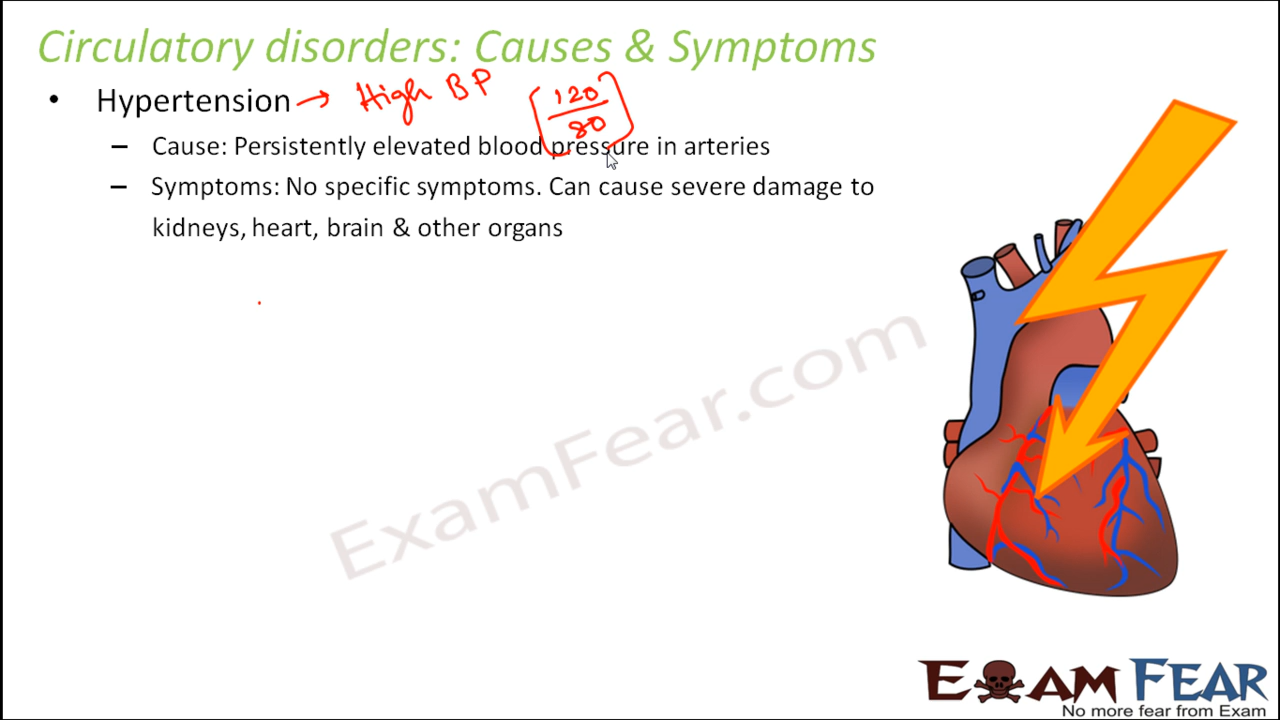 Circulatory disorders: Causes & Symptoms
• Hypertension → High BP 120/80
– Cause: Persistently elevated blood pressure in arteries
– Symptoms: No specific symptoms. Can cause severe damage to
kidneys, heart, brain & other organs
ExamFear.com
EXAM FEAR
No more fear from Exam